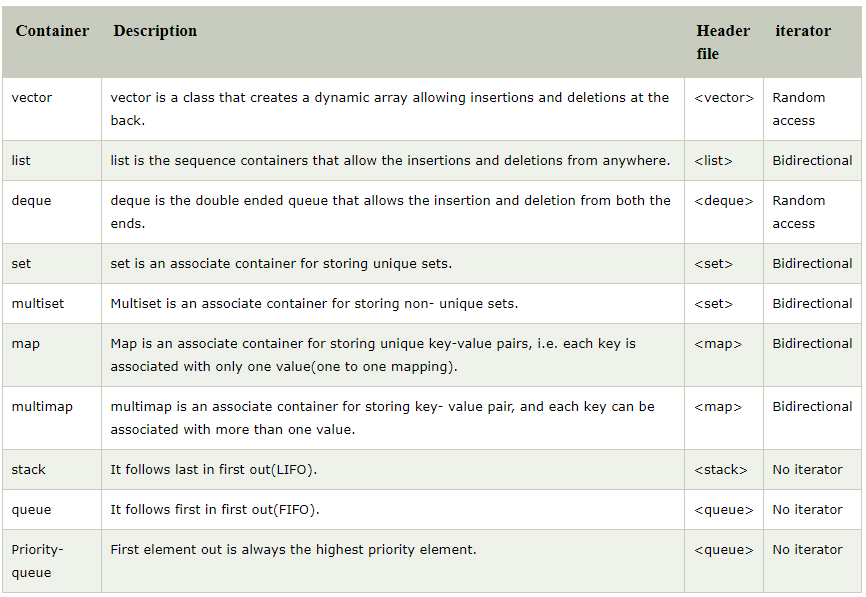 Container Description Header file iterator
vector vector is a class that creates a dynamic array allowing insertions and deletions at the <vector> Random
back. access
list list is the sequence containers that allow the insertions and deletions from anywhere. <list> Bidirectional
deque deque is the double ended queue that allows the insertion and deletion from both the <deque> Random
ends. access
set set is an associate container for storing unique sets. <set> Bidirectional
multiset Multiset is an associate container for storing non- unique sets. <set> Bidirectional
map Map is an associate container for storing unique key-value pairs, i.e. each key is <map> Bidirectional
associated with only one value(one to one mapping).
multimap multimap is an associate container for storing key- value pair, and each key can be <map> Bidirectional
associated with more than one value.
stack It follows last in first out(LIFO). <stack> No iterator
queue It follows first in first out(FIFO). <queue> No iterator
Priority- First element out is always the highest priority element. <queue> No iterator
queue